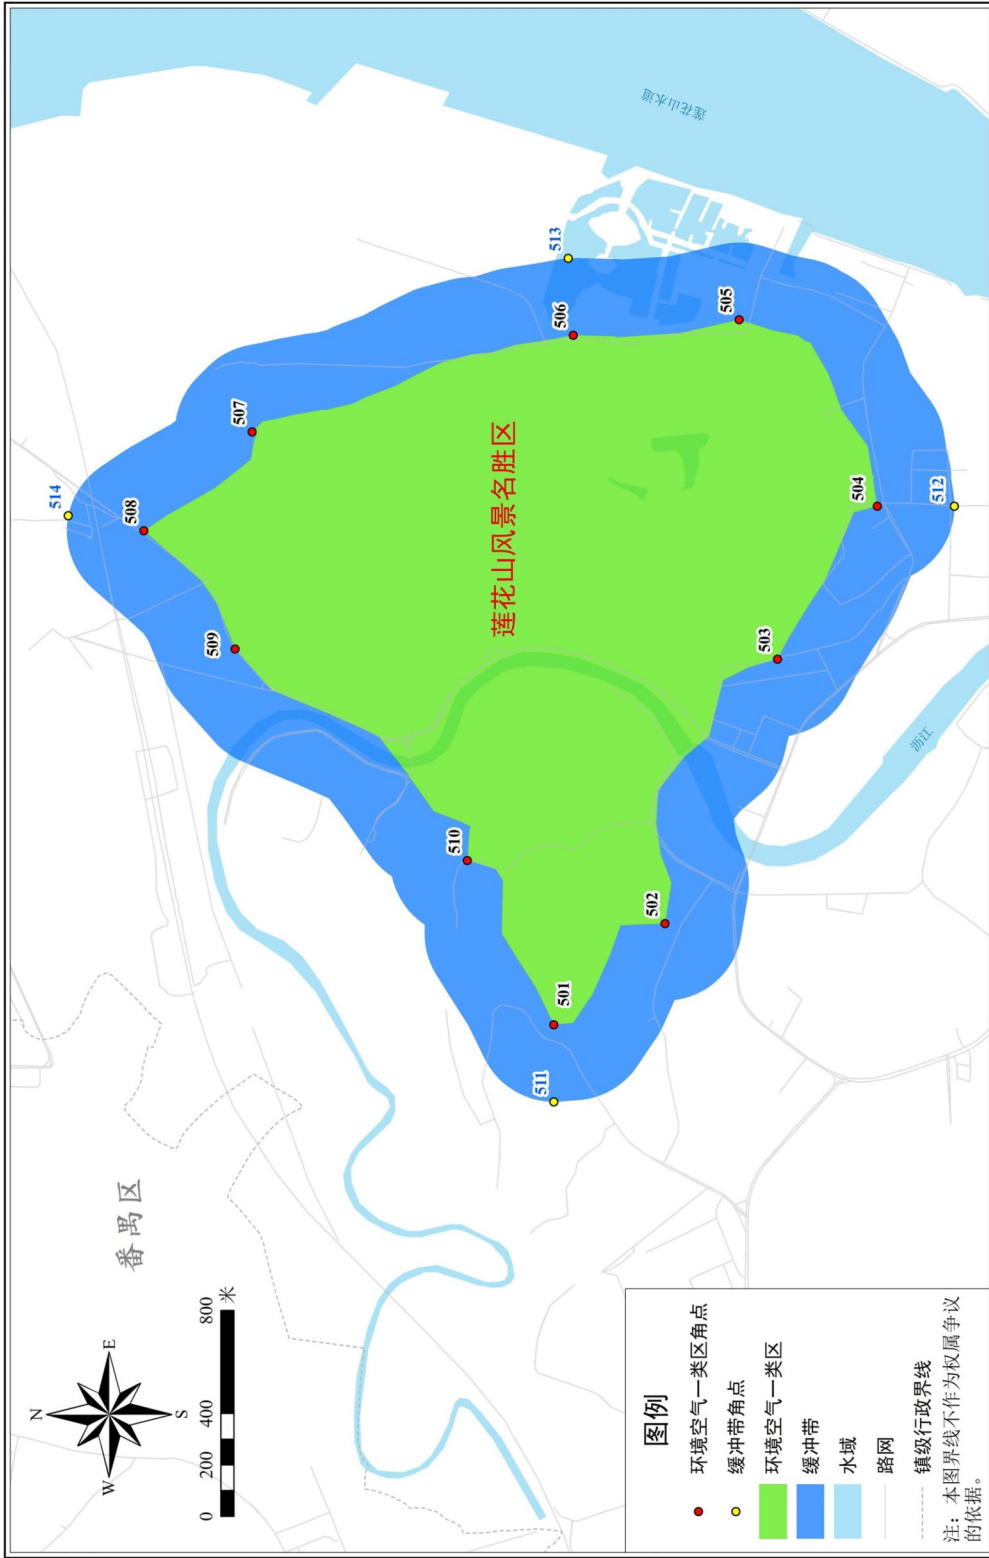 N
514
W
E
508
番禺区
S
0 200 400 800
米
509
507
510
莲花山风景名胜区
511
501
513
506
502
莲花山水道
505
503
504
沥江
512
图例
环境空气一类区角点
缓冲带角点
环境空气一类区
缓冲带
水域
路网
镇级行政界线
注：本图界线不作为权属争议
的依据。